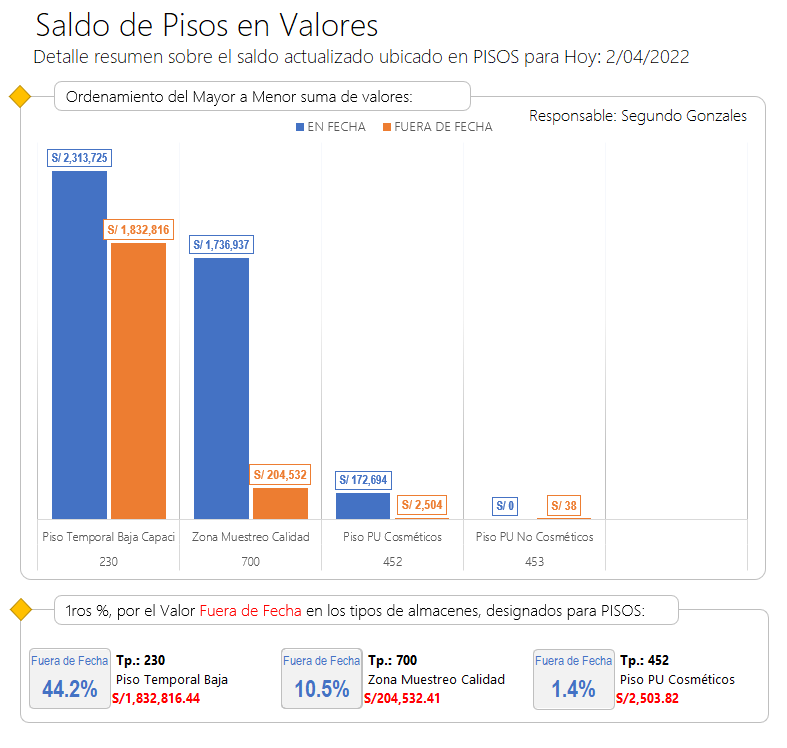 Saldo de Pisos en Valores
Detalle resumen sobre el saldo actualizado ubicado en PISOS para Hoy: 2/04/2022
Ordenamiento del Mayor a Menor suma de valores:
Responsable: Segundo Gonzales
EN FECHA FUERA DE FECHA
S/ 2,313,725
S/ 1,832,816
S/ 1,736,937
S/ 204,532
S/ 172,694
S/ 2,504
S/ 0
S/ 38
Piso Temporal Baja Capaci Zona Muestreo Calidad Piso PU Cosméticos Piso PU No Cosméticos
230 700 452 453
1ros %, por el Valor Fuera de Fecha en los tipos de almacenes, designados para PISOS:
Fuera de Fecha
44.2%
Tp.: 230
Piso Temporal Baja
S/1,832,816.44
Fuera de Fecha
10.5%
Tp.: 700
Zona Muestreo Calidad
S/204,532.41
Fuera de Fecha
1.4%
Tp.: 452
Piso PU Cosméticos
S/2,503.82